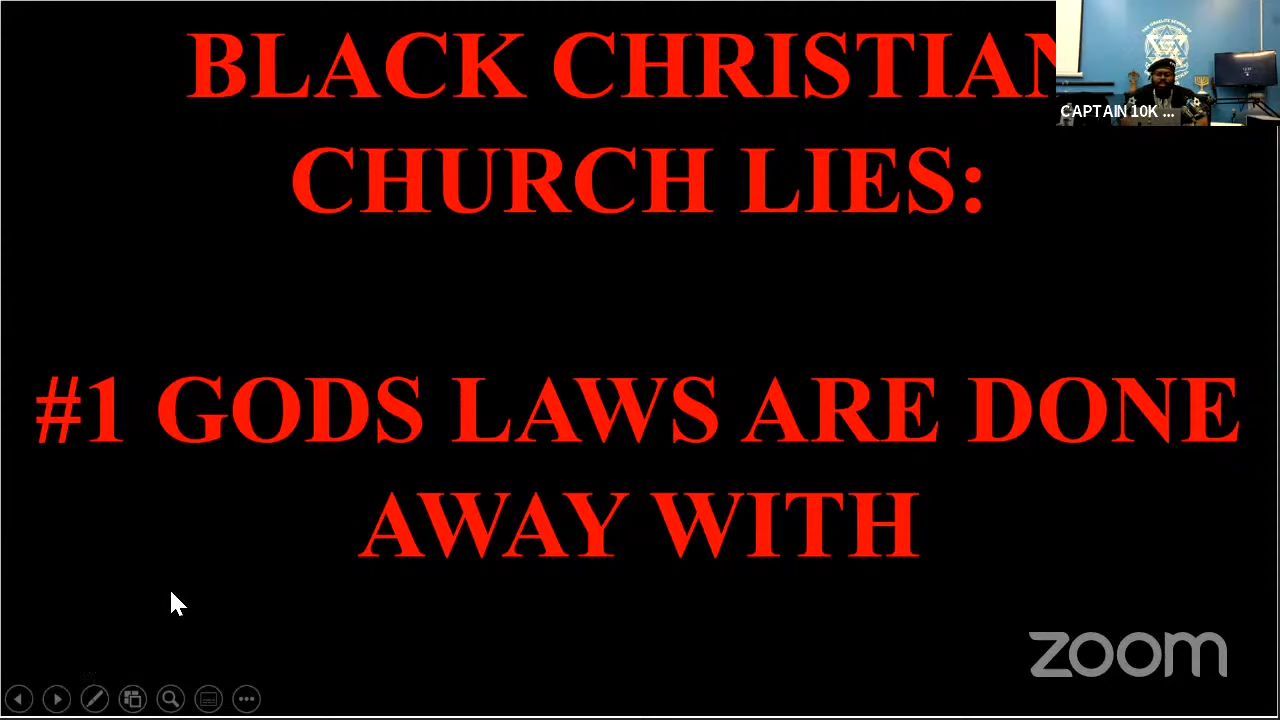 BLACK CHRISTIAN
CHURCH LIES:
#1 GODS LAWS ARE DONE
AWAY WITH
CAPTAIN 10K ...
zoom